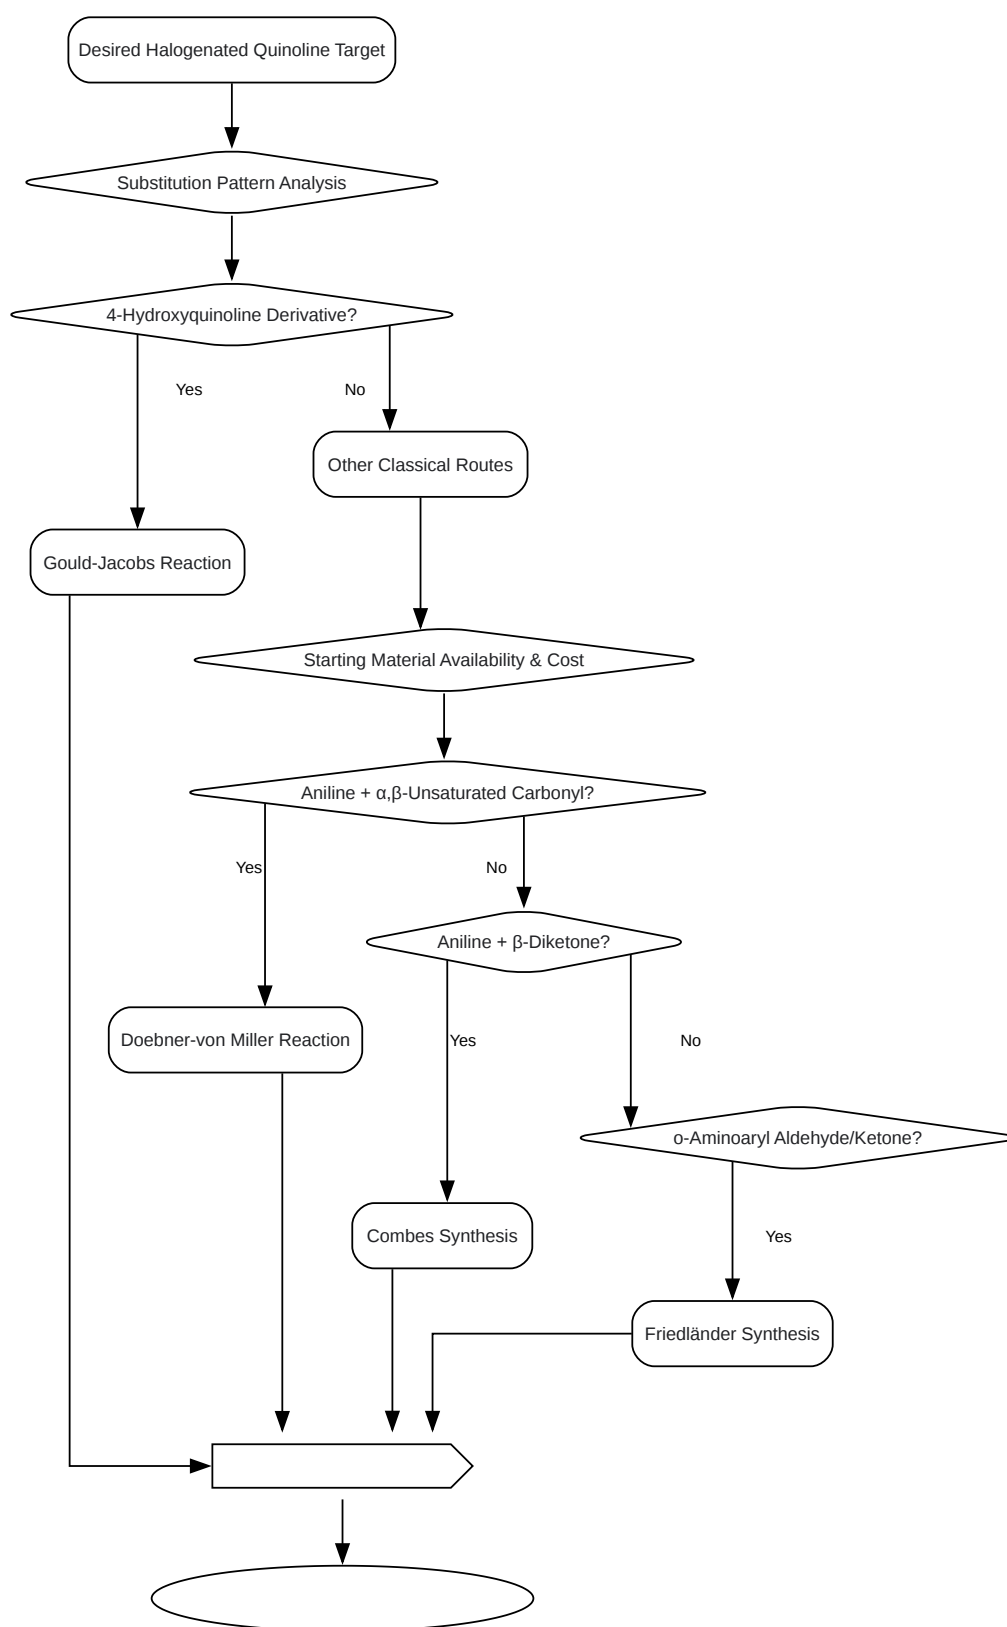 Desired Halogenated Quinoline Target
Substitution Pattern Analysis
4-Hydroxyquinoline Derivative?
Yes
No
Other Classical Routes
Gould-Jacobs Reaction
Starting Material Availability & Cost
Aniline + α,β-Unsaturated Carbonyl?
Yes
No
Aniline + β-Diketone?
Doebner-von Miller Reaction
Yes
No
o-Aminoaryl Aldehyde/Ketone?
Combes Synthesis
Yes
Friedländer Synthesis